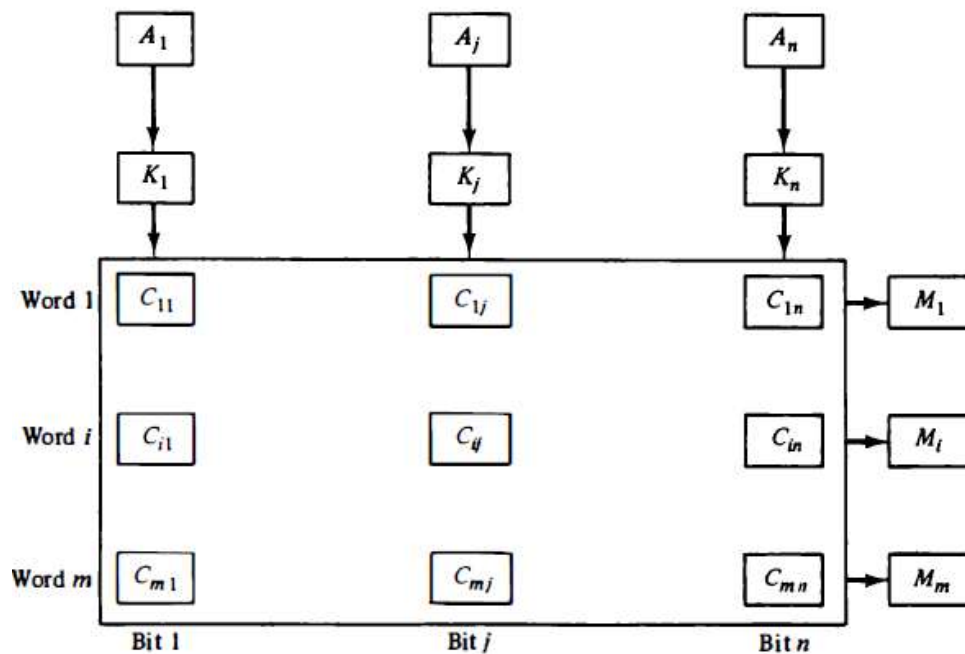 A1 Aj An
K1 Kj Kn
Word 1 C11 C1j C1n M1
Word i Ci1 Cij Cin Mi
Word m Cm1 Cmj Cmn Mm
Bit 1 Bit j Bit n